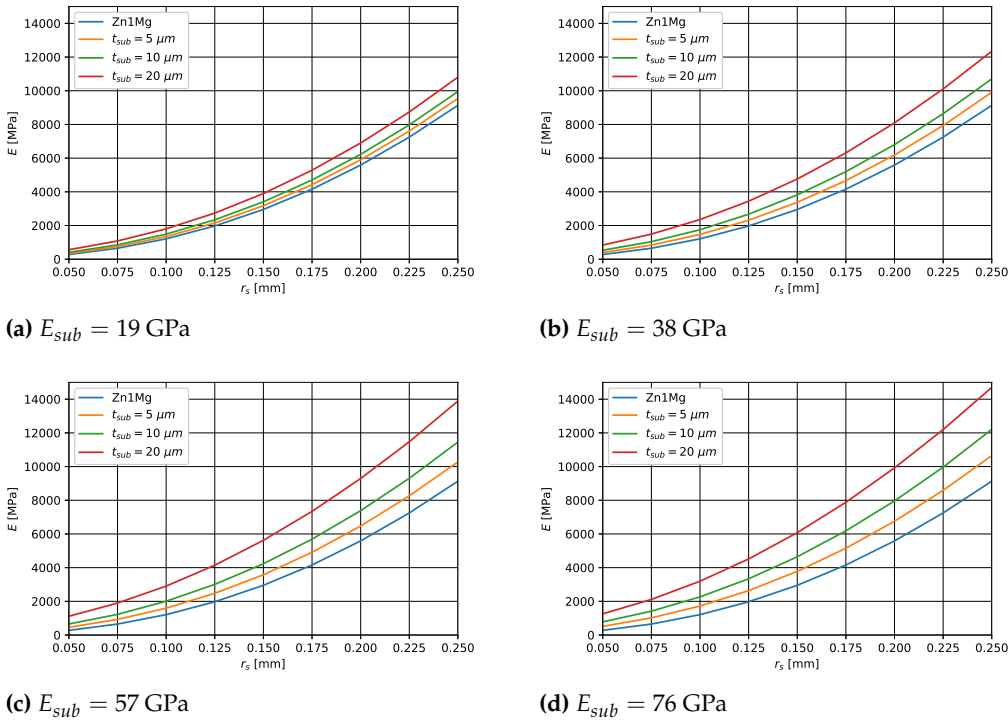 14000
12000
10000
8000
6000
4000
2000
0
E [MPa]
Zn1Mg
t_sub = 5 μm
t_sub = 10 μm
t_sub = 20 μm
0.050 0.075 0.100 0.125 0.150 0.175 0.200 0.225 0.250
r_s [mm]
(a) E_sub = 19 GPa
14000
12000
10000
8000
6000
4000
2000
0
E [MPa]
Zn1Mg
t_sub = 5 μm
t_sub = 10 μm
t_sub = 20 μm
0.050 0.075 0.100 0.125 0.150 0.175 0.200 0.225 0.250
r_s [mm]
(b) E_sub = 38 GPa
14000
12000
10000
8000
6000
4000
2000
0
E [MPa]
Zn1Mg
t_sub = 5 μm
t_sub = 10 μm
t_sub = 20 μm
0.050 0.075 0.100 0.125 0.150 0.175 0.200 0.225 0.250
r_s [mm]
(c) E_sub = 57 GPa
14000
12000
10000
8000
6000
4000
2000
0
E [MPa]
Zn1Mg
t_sub = 5 μm
t_sub = 10 μm
t_sub = 20 μm
0.050 0.075 0.100 0.125 0.150 0.175 0.200 0.225 0.250
r_s [mm]
(d) E_sub = 76 GPa